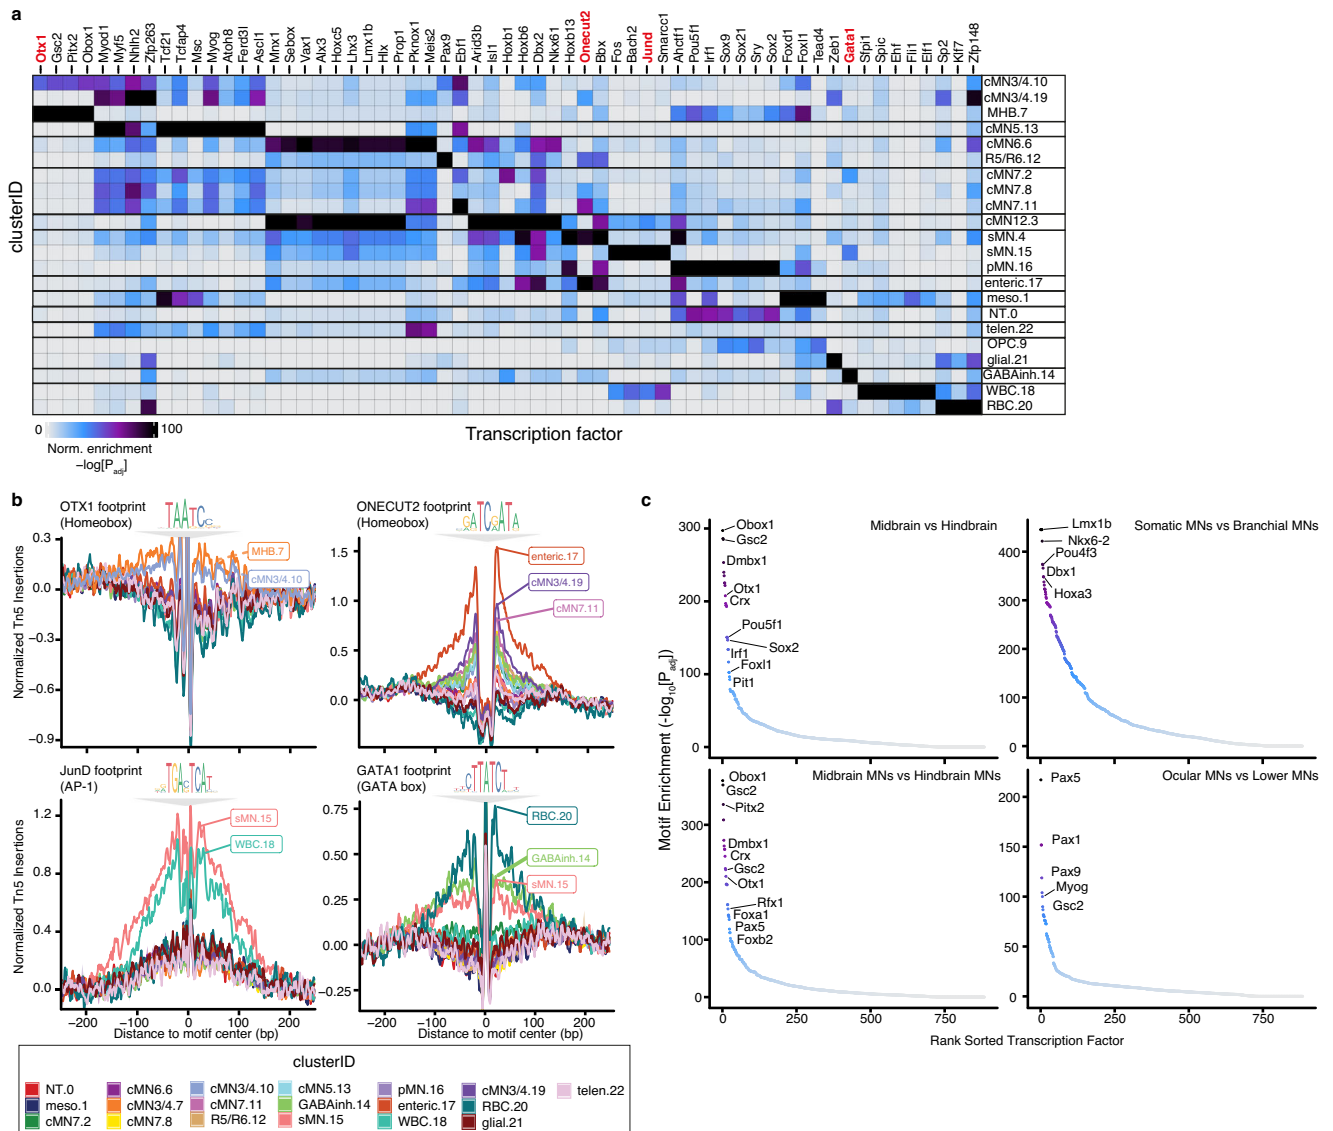 a
Otx1
Gsc2
Pitx2
Obox1
Myod1
Myf5
Nhlh2
Zfp263
Tcf21
Tcfap4
Msc
Myog
Atoh8
Ferd3l
Ascl1
Mnx1
Sebox
Vax1
Alx3
Hoxc5
Lhx3
Lmx1b
Hlx
Prop1
Pknox1
Meis2
Pax9
Ebf1
Arid3b
Isl1
Hoxb1
Hoxb6
Dbx2
Nkx61
Hoxb13
Onecut2
Bbx
Fos
Bach2
Jund
Smarcc1
Ahctf1
Pou5f1
Irf1
Sox9
Sox21
Sry
Sox2
Foxd1
Foxl1
Tead4
Zeb1
Gata1
Sfpi1
Spic
Ehf
Fli1
Elf1
Sp2
Klf7
Zfp148
clusterID
cMN3/4.10
cMN3/4.19
MHB.7
cMN5.13
cMN6.6
R5/R6.12
cMN7.2
cMN7.8
cMN7.11
cMN12.3
sMN.4
sMN.15
pMN.16
enteric.17
meso.1
NT.0
telen.22
OPC.9
glial.21
GABAinh.14
WBC.18
RBC.20
0 100
Norm. enrichment
−log[Padj]
Transcription factor
b
OTX1 footprint
(Homeobox)
TAATCC
MHB.7
cMN3/4.10
0.3
0.0
−0.3
−0.6
−0.9
Normalized Tn5 Insertions
ONECUT2 footprint
(Homeobox)
GATCGATA
enteric.17
cMN3/4.19
cMN7.11
1.5
1.0
0.5
0.0
JunD footprint
(AP-1)
TGACTCAT
sMN.15
WBC.18
1.2
0.8
0.4
0.0
Normalized Tn5 Insertions
−200 −100 0 100 200
Distance to motif center (bp)
GATA1 footprint
(GATA box)
CTTATCT
RBC.20
GABAinh.14
sMN.15
0.75
0.50
0.25
0.00
−0.25
−200 −100 0 100 200
Distance to motif center (bp)
clusterID
NT.0 cMN6.6 cMN3/4.10 cMN5.13 pMN.16 cMN3/4.19 telen.22
meso.1 cMN3/4.7 cMN7.11 GABAinh.14 enteric.17 RBC.20
cMN7.2 cMN7.8 R5/R6.12 sMN.15 WBC.18 glial.21
c
Midbrain vs Hindbrain
300
200
100
0
Obox1
Gsc2
Dmbx1
Otx1
Crx
Pou5f1
Sox2
Irf1
Foxl1
Pit1
Somatic MNs vs Branchial MNs
400
300
200
100
0
Lmx1b
Nkx6-2
Pou4f3
Dbx1
Hoxa3
Motif Enrichment (-log10[Padj])
Midbrain MNs vs Hindbrain MNs
300
200
100
0
Obox1
Gsc2
Pitx2
Dmbx1
Crx
Gsc2
Otx1
Rfx1
Foxa1
Pax5
Foxb2
0 250 500 750
Ocular MNs vs Lower MNs
200
150
100
50
0
Pax5
Pax1
Pax9
Myog
Gsc2
0 250 500 750
Rank Sorted Transcription Factor